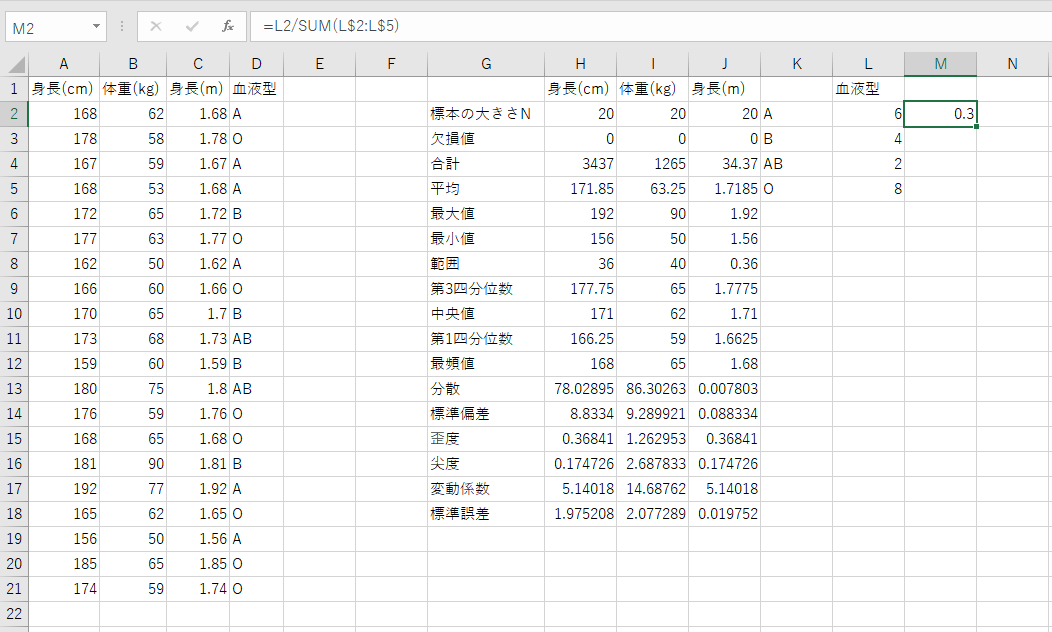 M2 fx =L2/SUM(L$2:L$5)
A B C D E F G H I J K L M N
1 身長(cm) 体重(kg) 身長(m) 血液型 身長(cm) 体重(kg) 身長(m) 血液型
2 168 62 1.68 A 標本の大きさN 20 20 20 A 6 0.3
3 178 58 1.78 O 欠損値 0 0 0 B 4
4 167 59 1.67 A 合計 3437 1265 34.37 AB 2
5 168 53 1.68 A 平均 171.85 63.25 1.7185 O 8
6 172 65 1.72 B 最大値 192 90 1.92
7 177 63 1.77 O 最小値 156 50 1.56
8 162 50 1.62 A 範囲 36 40 0.36
9 166 60 1.66 O 第3四分位数 177.75 65 1.7775
10 170 65 1.7 B 中央値 171 62 1.71
11 173 68 1.73 AB 第1四分位数 166.25 59 1.6625
12 159 60 1.59 B 最頻値 168 65 1.68
13 180 75 1.8 AB 分散 78.02895 86.30263 0.007803
14 176 59 1.76 O 標準偏差 8.8334 9.289921 0.088334
15 168 65 1.68 O 歪度 0.36841 1.262953 0.36841
16 181 90 1.81 B 尖度 0.174726 2.687833 0.174726
17 192 77 1.92 A 変動係数 5.14018 14.68762 5.14018
18 165 62 1.65 O 標準誤差 1.975208 2.077289 0.019752
19 156 50 1.56 A
20 185 65 1.85 O
21 174 59 1.74 O
22